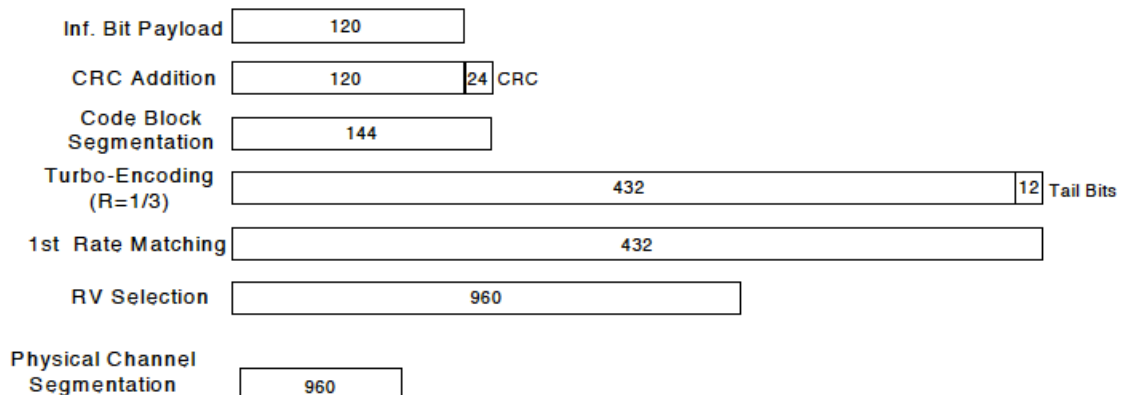 Inf. Bit Payload 120
CRC Addition 120 24 CRC
Code Block
Segmentation 144
Turbo-Encoding
(R=1/3) 432 12 Tail Bits
1st Rate Matching 432
RV Selection 960
Physical Channel
Segmentation 960